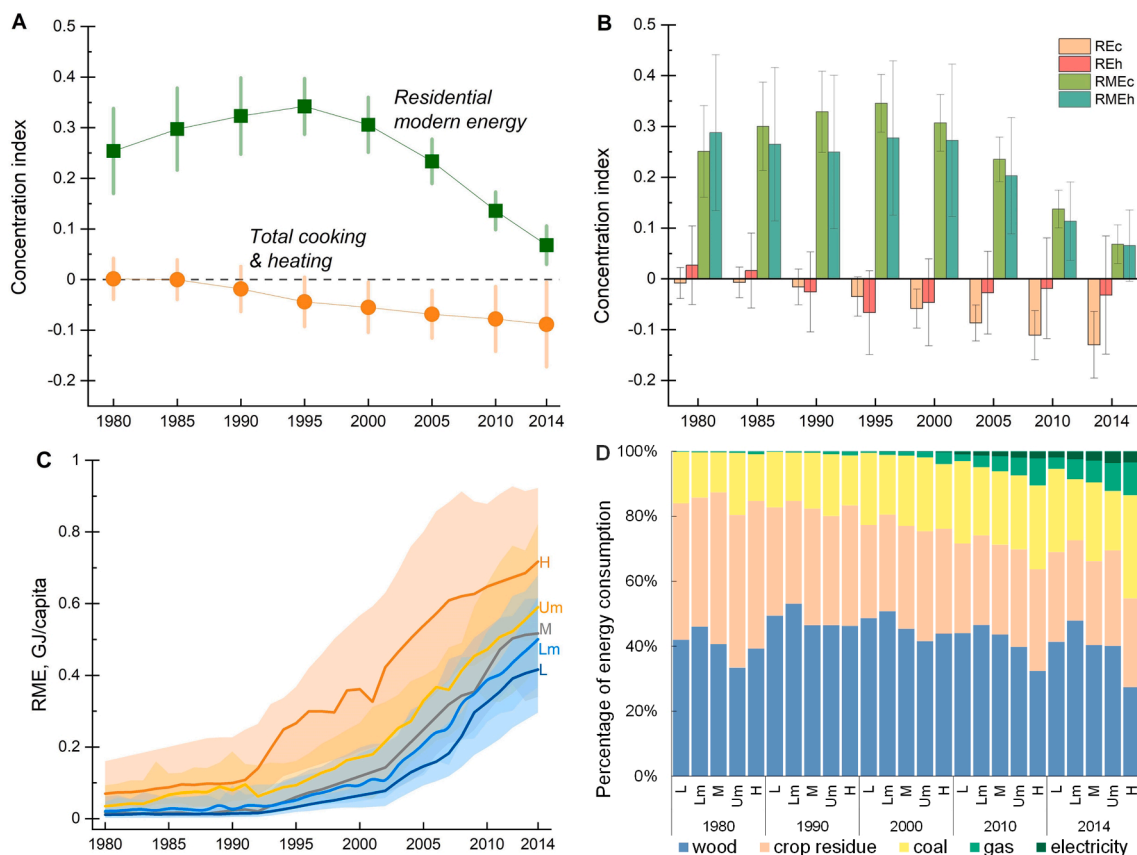 A
0.5
0.4
0.3
0.2
0.1
0
-0.1
-0.2
Concentration index
Residential
modern energy
Total cooking
& heating
1980 1985 1990 1995 2000 2005 2010 2014
B
0.5
0.4
0.3
0.2
0.1
0
-0.1
-0.2
Concentration index
REc
REh
RMEc
RMEh
1980 1985 1990 1995 2000 2005 2010 2014
C
1
0.8
0.6
0.4
0.2
0
RME, GJ/capita
H
Um
M
Lm
L
1980 1985 1990 1995 2000 2005 2010 2014
D
100%
80%
60%
40%
20%
0%
Percentage of energy consumption
L Lm M Um H L Lm M Um H L Lm M Um H L Lm M Um H L Lm M Um H
1980 1990 2000 2010 2014
wood crop residue coal gas electricity